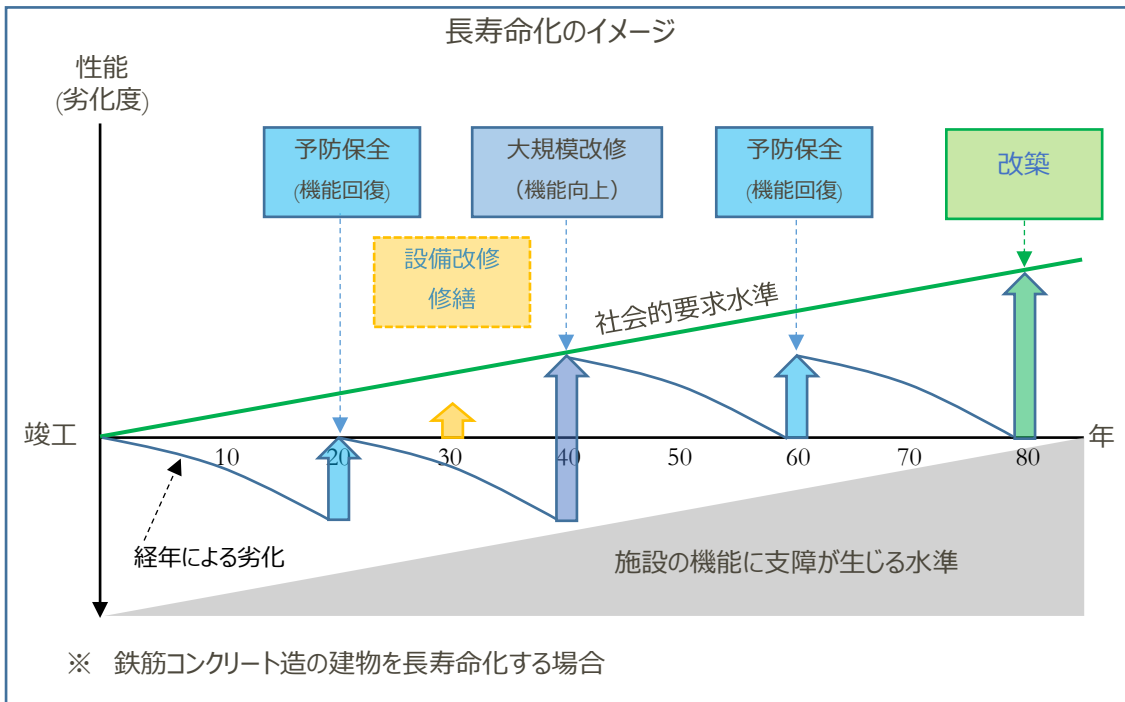 長寿命化のイメージ
性能
(劣化度)
予防保全
(機能回復)
大規模改修
（機能向上）
予防保全
(機能回復)
改築
設備改修
修繕
社会的要求水準
竣工
10
20
30
40
50
60
70
80
年
経年による劣化
施設の機能に支障が生じる水準
※　鉄筋コンクリート造の建物を長寿命化する場合